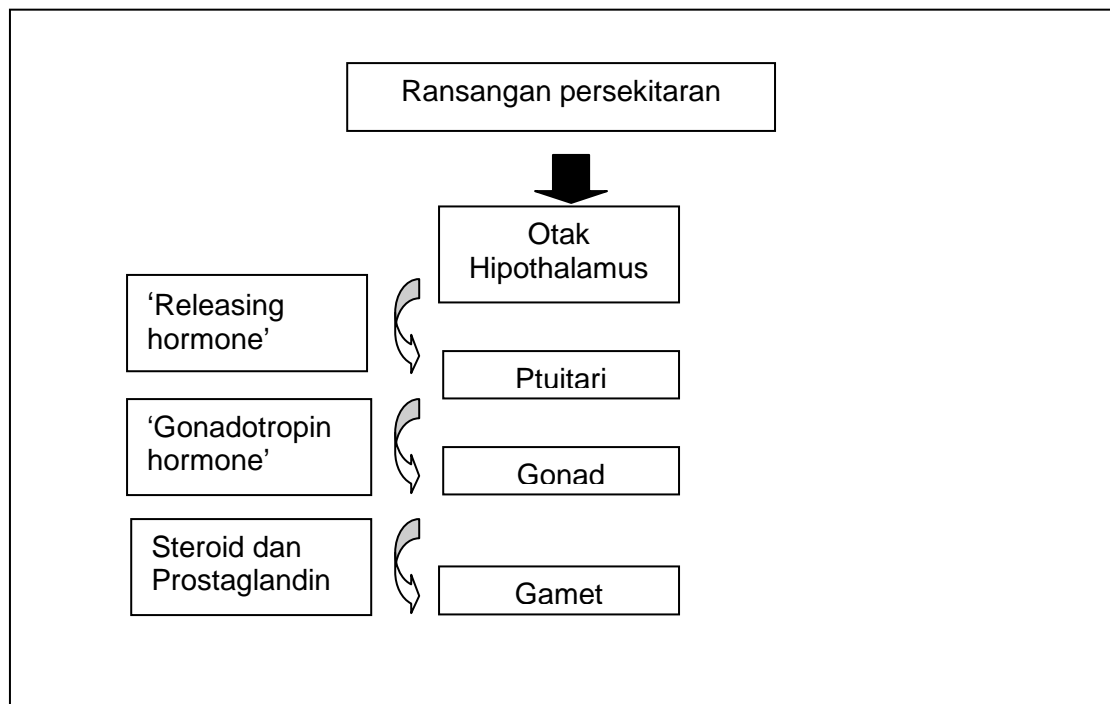 Ransangan persekitaran
Otak
Hipothalamus
‘Releasing
hormone’
Ptuitari
‘Gonadotropin
hormone’
Gonad
Steroid dan
Prostaglandin
Gamet